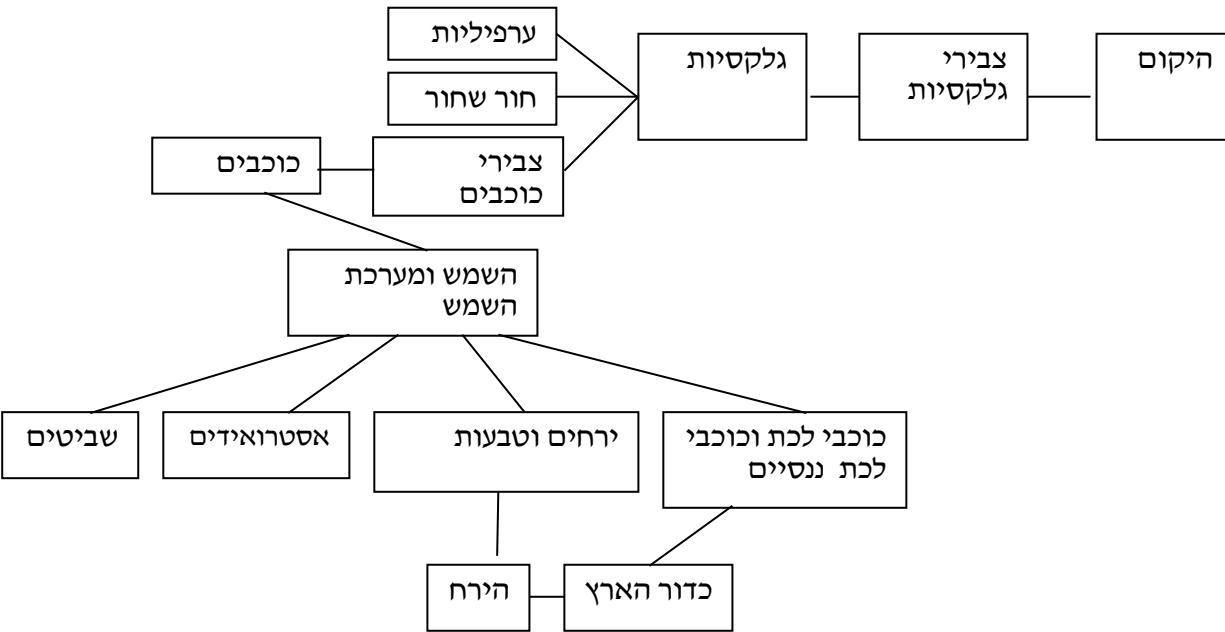 היקום
צבירי
גלקסיות
גלקסיות
ערפיליות
חור שחור
צבירי
כוכבים
כוכבים
השמש ומערכת
השמש
כוכבי לכת וכוכבי
לכת ננסיים
ירחים וטבעות
אסטרואידים
שביטים
כדור הארץ
הירח